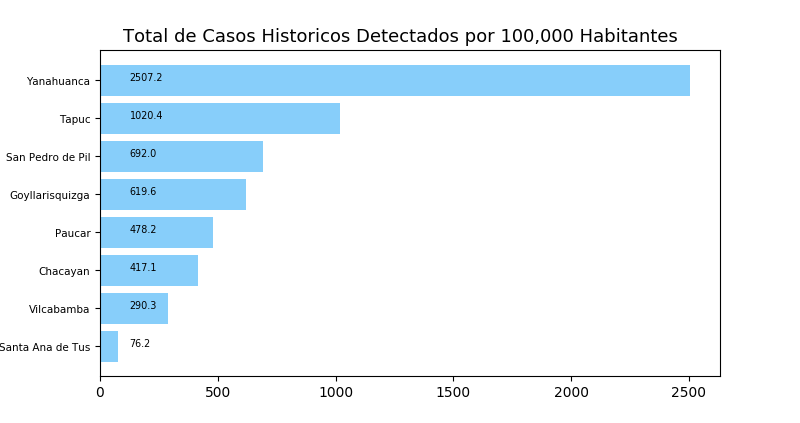 Total de Casos Historicos Detectados por 100,000 Habitantes
Yanahuanca 2507.2
Tapuc 1020.4
San Pedro de Pil 692.0
Goyllarisquizga 619.6
Paucar 478.2
Chacayan 417.1
Vilcabamba 290.3
Santa Ana de Tus 76.2
0 500 1000 1500 2000 2500